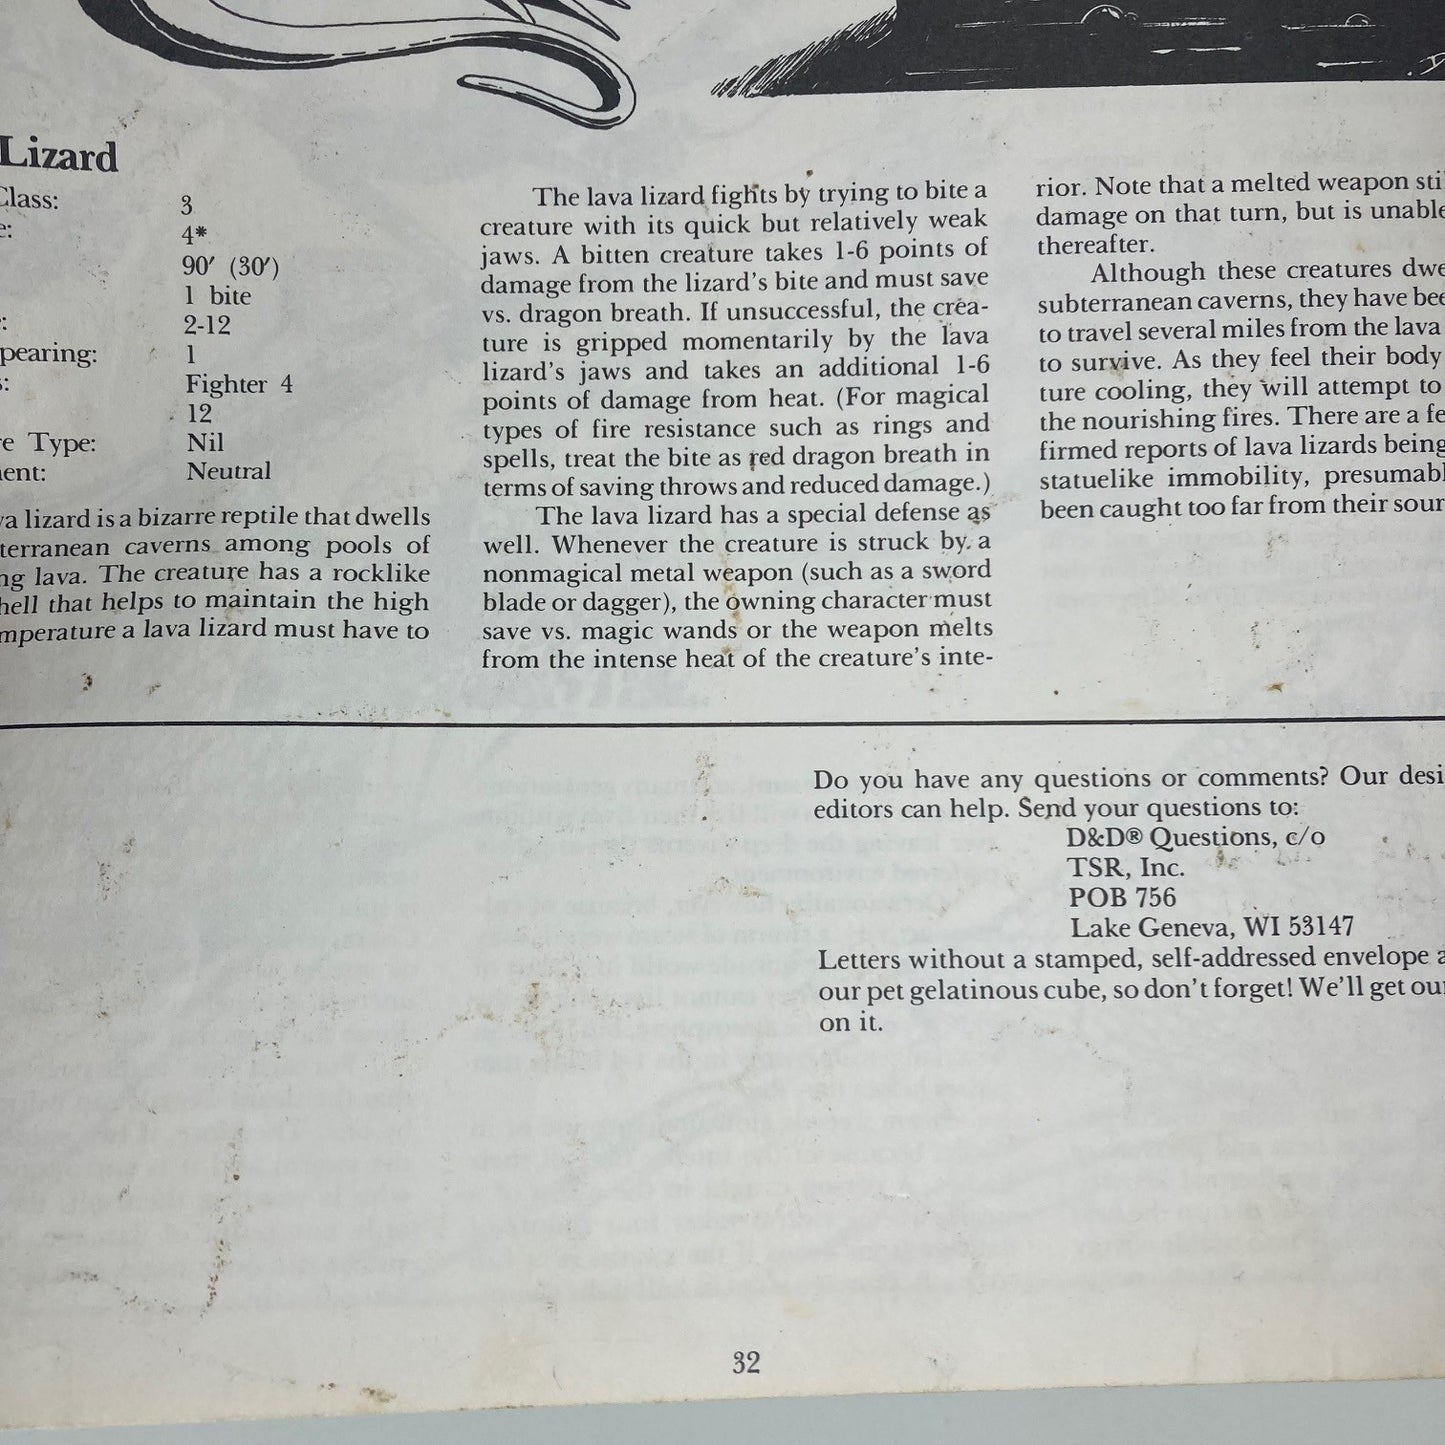 Lizard
Class: 3
e: 4*
90' (30')
1 bite
: 2-12
pearing: 1
s: Fighter 4
12
re Type: Nil
ment: Neutral
va lizard is a bizarre reptile that dwells
terranean caverns among pools of
ng lava. The creature has a rocklike
hell that helps to maintain the high
mperature a lava lizard must have to
The lava lizard fights by trying to bite a
creature with its quick but relatively weak
jaws. A bitten creature takes 1-6 points of
damage from the lizard's bite and must save
vs. dragon breath. If unsuccessful, the crea-
ture is gripped momentarily by the lava
lizard's jaws and takes an additional 1-6
points of damage from heat. (For magical
types of fire resistance such as rings and
spells, treat the bite as red dragon breath in
terms of saving throws and reduced damage.)
The lava lizard has a special defense as
well. Whenever the creature is struck by a
nonmagical metal weapon (such as a sword
blade or dagger), the owning character must
save vs. magic wands or the weapon melts
from the intense heat of the creature's inte-
rior. Note that a melted weapon sti
damage on that turn, but is unable
thereafter.
Although these creatures dwe
subterranean caverns, they have bee
to travel several miles from the lava
to survive. As they feel their body
ture cooling, they will attempt to
the nourishing fires. There are a fe
firmed reports of lava lizards being
statuelike immobility, presumabl
been caught too far from their sour
Do you have any questions or comments? Our desi
editors can help. Send your questions to:
D&D® Questions, c/o
TSR, Inc.
POB 756
Lake Geneva, WI 53147
Letters without a stamped, self-addressed envelope a
our pet gelatinous cube, so don't forget! We'll get our
on it.
32